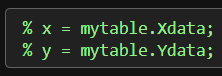 % x = mytable.Xdata;
% y = mytable.Ydata;